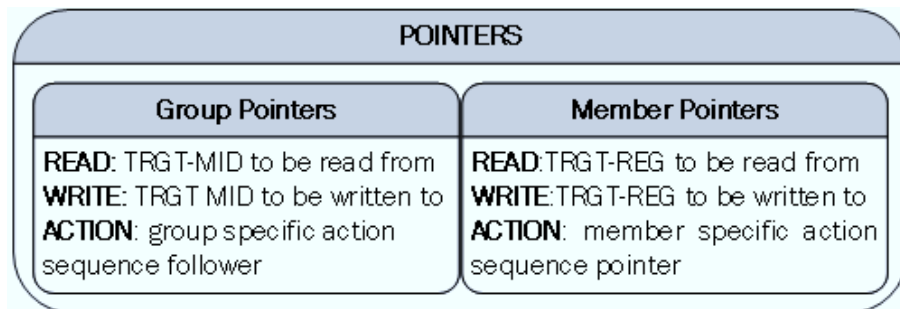 POINTERS
Group Pointers
READ: TRGT-MID to be read from
WRITE: TRGT MID to be written to
ACTION: group specific action
sequence follower
Member Pointers
READ:TRGT-REG to be read from
WRITE:TRGT-REG to be written to
ACTION: member specific action
sequence pointer